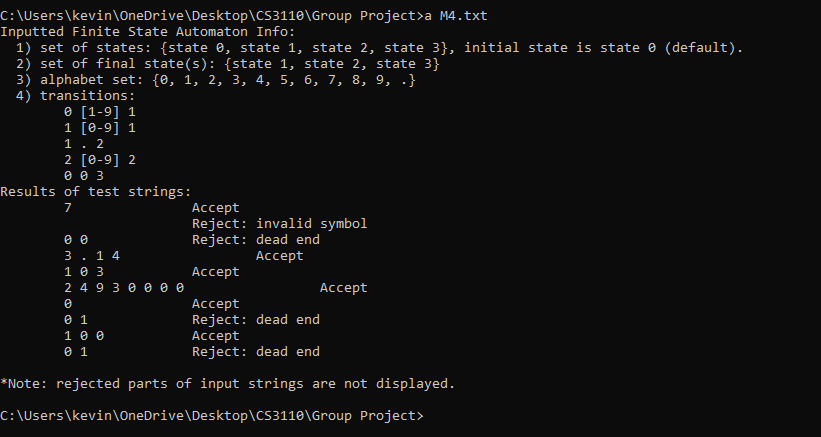 C:\Users\kevin\OneDrive\Desktop\CS3110\Group Project>a M4.txt
Inputted Finite State Automaton Info:
  1) set of states: {state 0, state 1, state 2, state 3}, initial state is state 0 (default).
  2) set of final state(s): {state 1, state 2, state 3}
  3) alphabet set: {0, 1, 2, 3, 4, 5, 6, 7, 8, 9, .}
  4) transitions:
        0 [1-9] 1
        1 [0-9] 1
        1 . 2
        2 [0-9] 2
        0 0 3
Results of test strings:
        7               Accept
                        Reject: invalid symbol
        0 0             Reject: dead end
        3 . 1 4                 Accept
        1 0 3           Accept
        2 4 9 3 0 0 0 0                 Accept
        0               Accept
        0 1             Reject: dead end
        1 0 0           Accept
        0 1             Reject: dead end

*Note: rejected parts of input strings are not displayed.

C:\Users\kevin\OneDrive\Desktop\CS3110\Group Project>